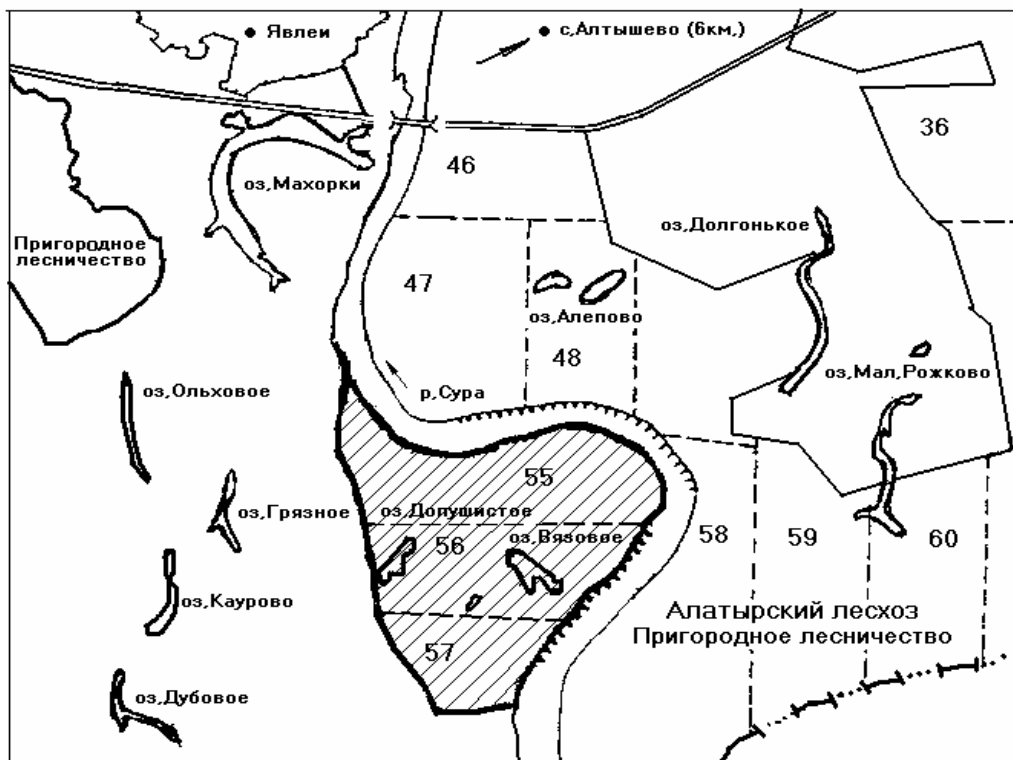 Явлеи
с,Алтышево (6км,)
36
46
оз,Махорки
оз,Долгонькое
Пригородное
лесничество
47
оз,Алепово
48
оз,Мал,Рожково
оз,Ольховое
р,Сура
55
оз,Грязное
оз,Допушистое
оз,Вязовое
56
58
59
60
оз,Каурово
Алатырский лесхоз
Пригородное лесничество
57
оз,Дубовое